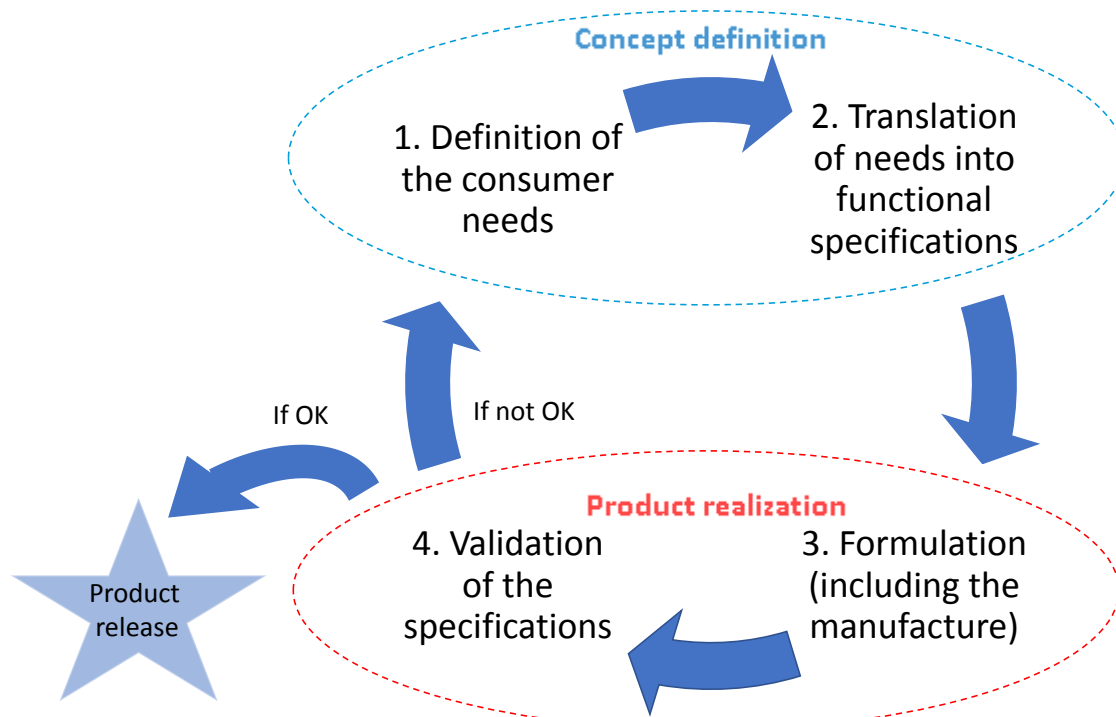 Concept definition
1. Definition of
the consumer
needs
2. Translation
of needs into
functional
specifications
If OK
If not OK
Product realization
4. Validation
of the
specifications
3. Formulation
(including the
manufacture)
Product
release